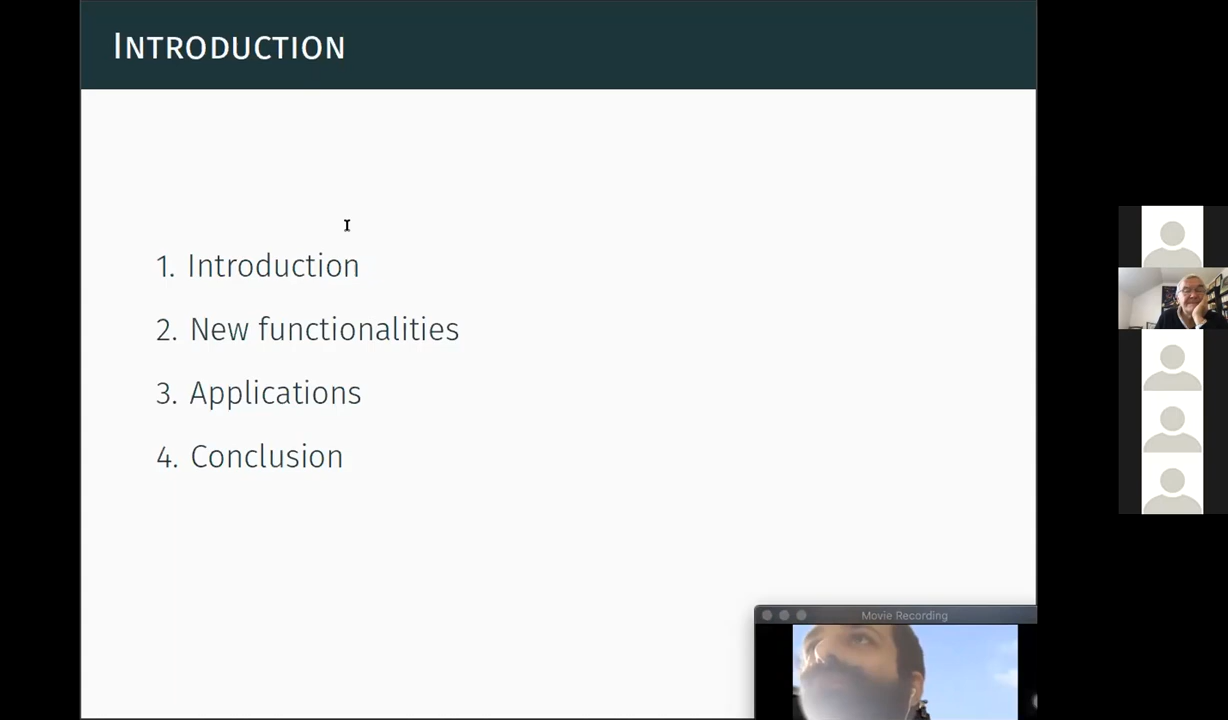 INTRODUCTION
1. Introduction
2. New functionalities
3. Applications
4. Conclusion
Movie Recording